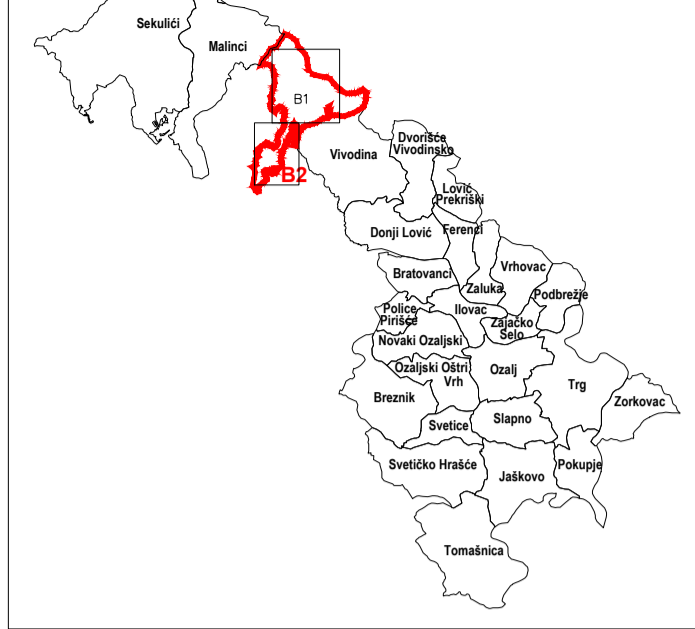 Sekulići
Malinci
B1
Dvorišće
Vivodinsko
Vivodina
B2
Lović
Prekriški
Donji Lović
Ferenci
Vrhovac
Bratovanci
Zaluka
Podbrežje
Police
Pirišće
Ilovac
Zajačko
Selo
Novaki Ozaljski
Ozaljski Oštri
Vrh
Ozalj
Trg
Breznik
Zorkovac
Slapno
Svetice
Svetičko Hrašće
Pokupje
Jaškovo
Tomašnica